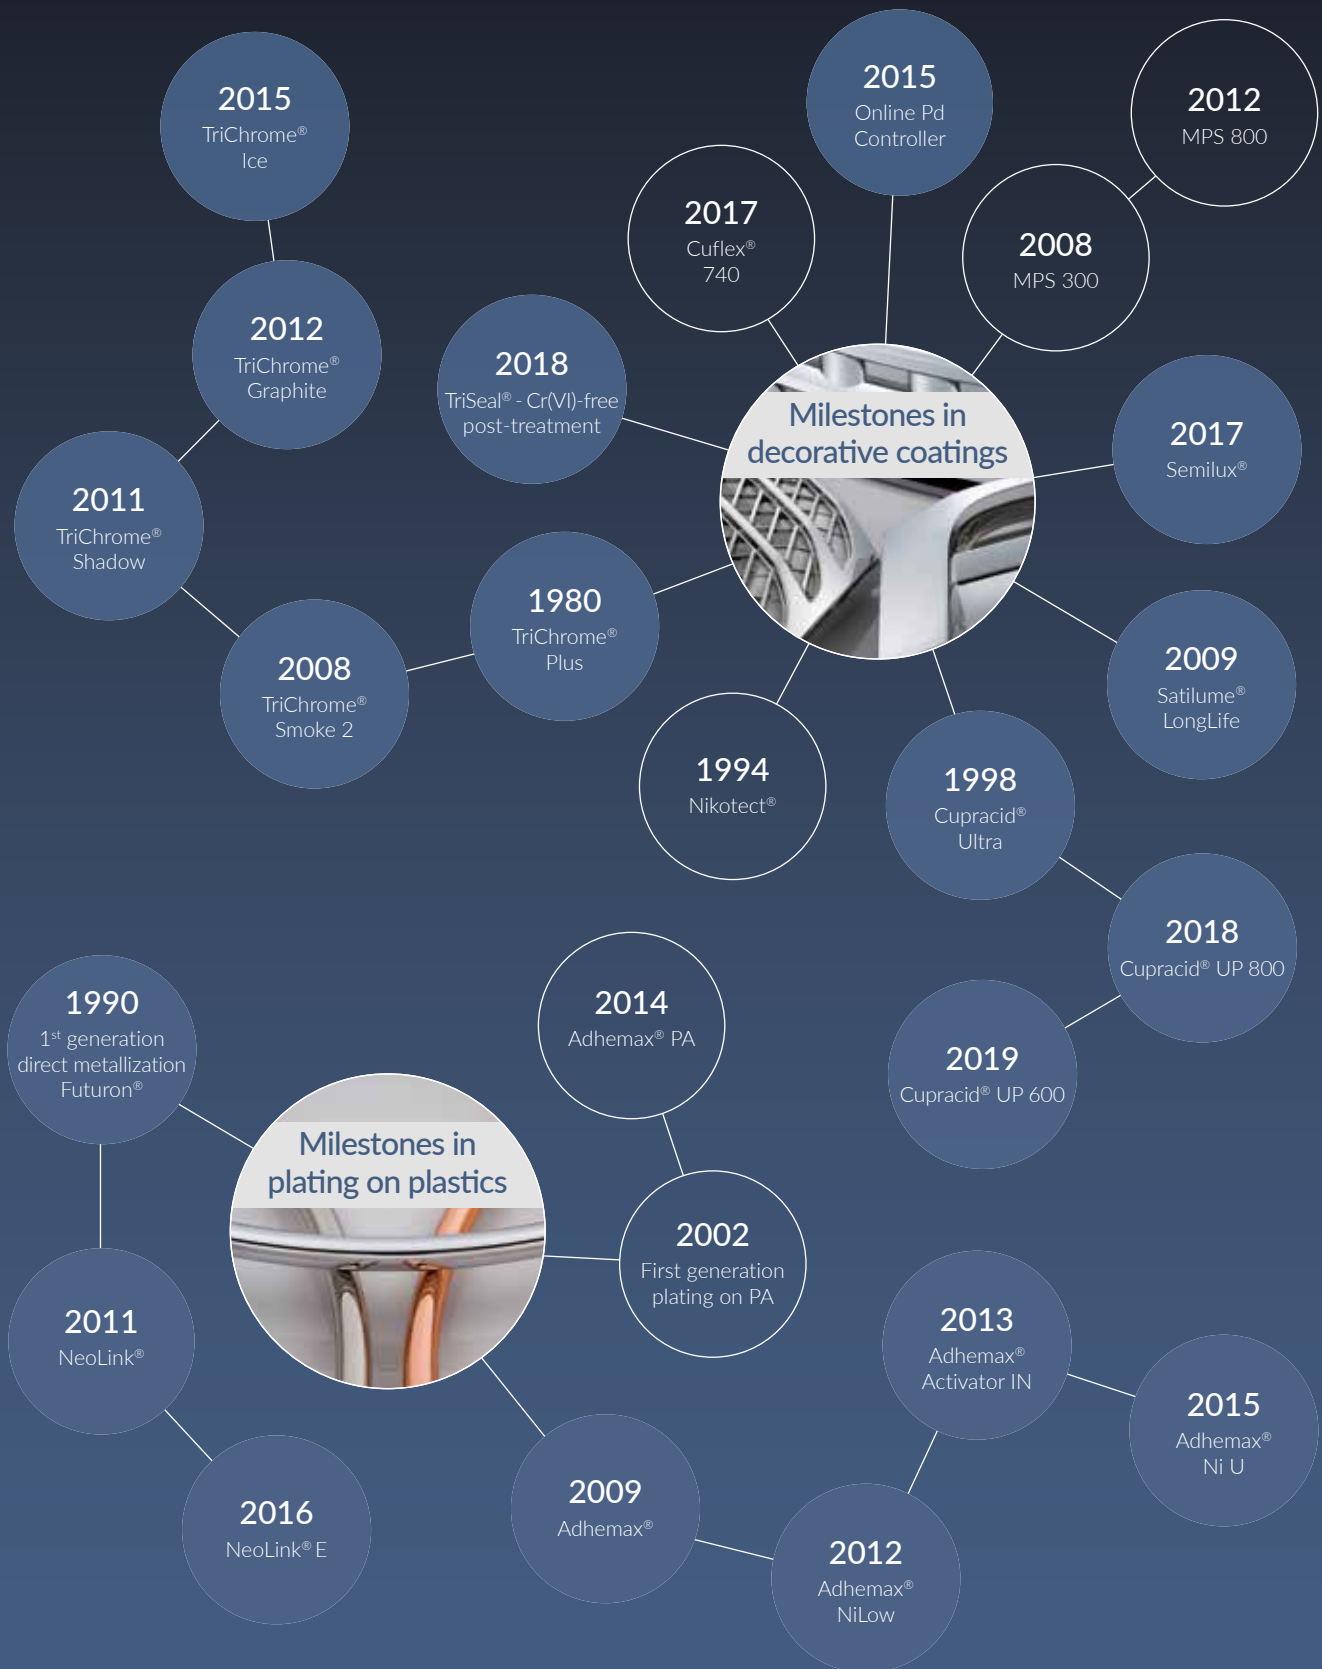 2015
TriChrome®
Ice
2015
Online Pd
Controller
2012
MPS 800
2017
Cuflex®
740
2008
MPS 300
2012
TriChrome®
Graphite
2018
TriSeal® - Cr(VI)-free
post-treatment
Milestones in
decorative coatings
2017
Semilux®
2011
TriChrome®
Shadow
1980
TriChrome®
Plus
2008
TriChrome®
Smoke 2
2009
Satilume®
LongLife
1994
Nikotect®
1998
Cupracid®
Ultra
2018
Cupracid® UP 800
2019
Cupracid® UP 600
1990
1st generation
direct metallization
Futuron®
2014
Adhemax® PA
Milestones in
plating on plastics
2002
First generation
plating on PA
2011
NeoLink®
2016
NeoLink® E
2009
Adhemax®
2012
Adhemax®
NiLow
2013
Adhemax®
Activator IN
2015
Adhemax®
Ni U